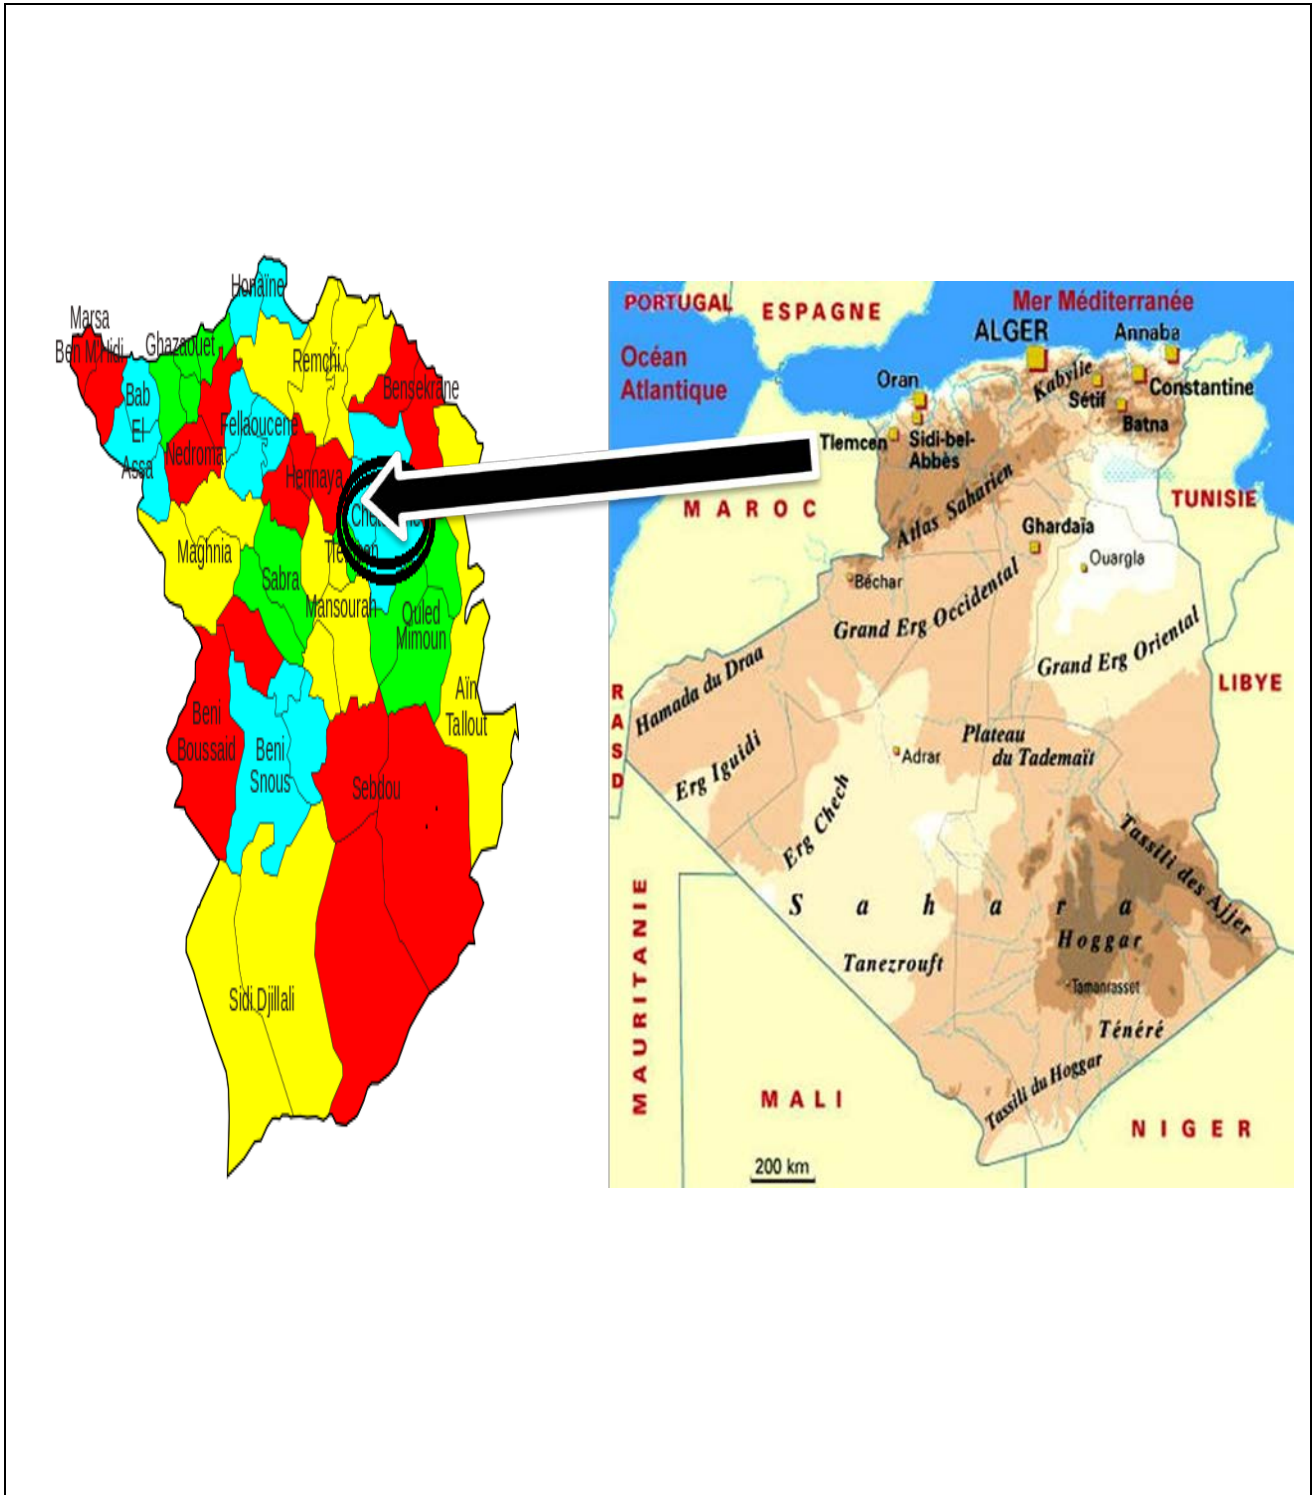 Honaïne
Marsa
Ben M'Hidi
Ghazaouet
Remchi
Bab
El
Assa
Bensekrane
Fellaoucene
Nedroma
Hennaya
Maghnia
Sabra
Mansourah
Ouled
Mimoun
Aïn
Tallout
Beni
Boussaid
Beni
Snous
Sebdou
Sidi Djillali
PORTUGAL
ESPAGNE
Mer Méditerranée
ALGER
Annaba
Océan
Atlantique
Oran
Kabylie
Sétif
Constantine
Batna
Tlemcen
Sidi-bel-
Abbès
MAROC
Atlas Saharien
TUNISIE
Ghardaïa
Ouargla
Béchar
Grand Erg Occidental
Grand Erg Oriental
LIBYE
RASD
Hamada du Draa
Erg Iguidi
Adrar
Plateau
du Tademaït
Erg Chech
Tassili des Ajjer
Sahara
Hoggar
Tanezrouft
Tamanrasset
MAURITANIE
Ténéré
Tassili du Hoggar
MALI
NIGER
200 km